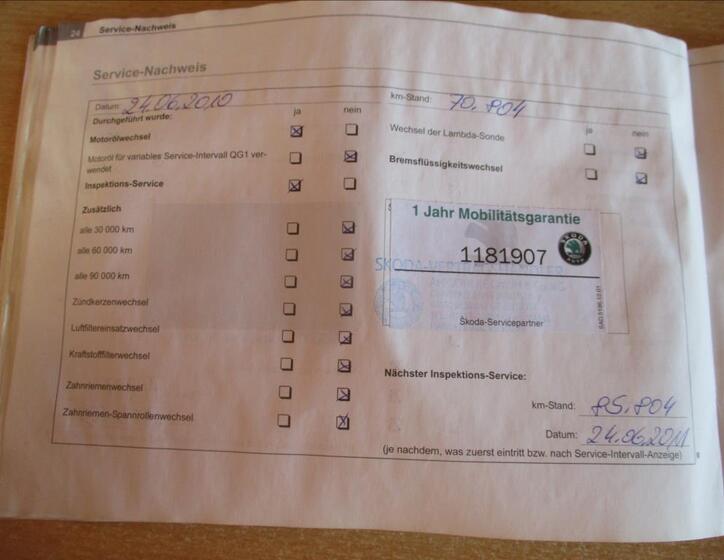 24 Service-Nachweis
Service-Nachweis
Datum: 24.06.2010
km-Stand: 70.804
Durchgeführt wurde: ja nein
Motorölwechsel
Motoröl für variables Service-Intervall QG1 ver-
wendet
Inspektions-Service
Zusätzlich
alle 30 000 km
alle 60 000 km
alle 90 000 km
Zündkerzenwechsel
Luftfiltereinsatzwechsel
Kraftstofffilterwechsel
Zahnriemenwechsel
Zahnriemen-Spannrollenwechsel
ja nein
Wechsel der Lambda-Sonde
Bremsflüssigkeitswechsel
1 Jahr Mobilitätsgarantie
1181907
SKODA
AUTO
Škoda-Servicepartner
Nächster Inspektions-Service:
km-Stand: 85.804
Datum: 24.06.2011
(je nachdem, was zuerst eintritt bzw. nach Service-Intervall-Anzeige)